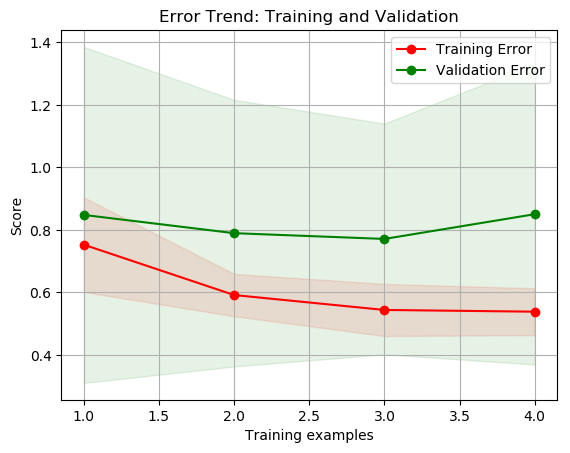 Error Trend: Training and Validation
Training Error
Validation Error
Score
1.4
1.2
1.0
0.8
0.6
0.4
1.0 1.5 2.0 2.5 3.0 3.5 4.0
Training examples